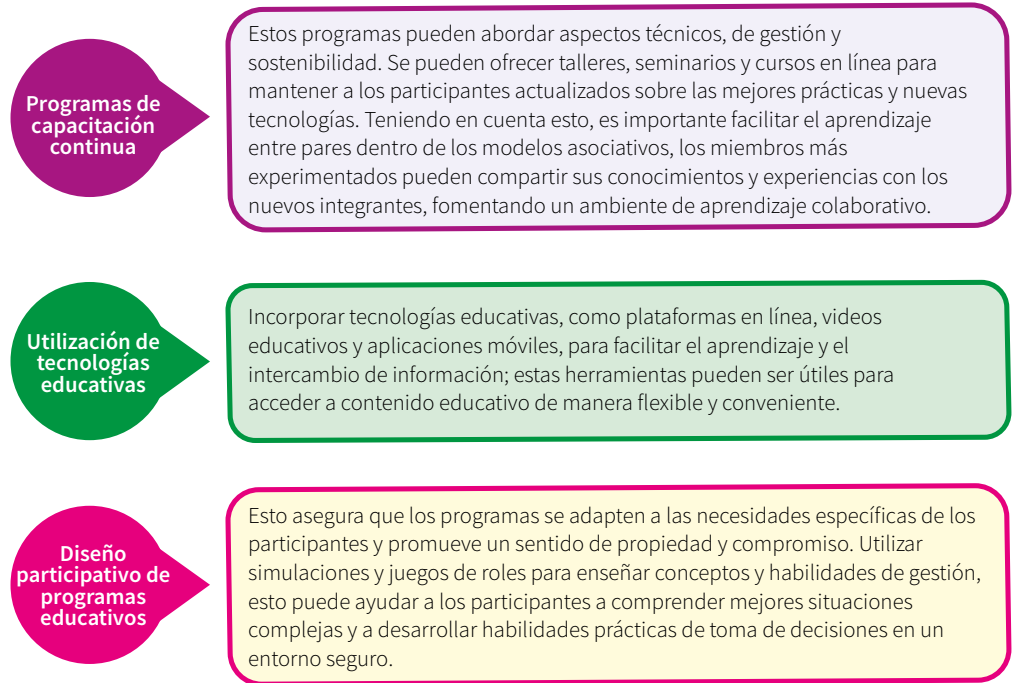 Programas de
capacitación
continua
Estos programas pueden abordar aspectos técnicos, de gestión y
sostenibilidad. Se pueden ofrecer talleres, seminarios y cursos en línea para
mantener a los participantes actualizados sobre las mejores prácticas y nuevas
tecnologías. Teniendo en cuenta esto, es importante facilitar el aprendizaje
entre pares dentro de los modelos asociativos, los miembros más
experimentados pueden compartir sus conocimientos y experiencias con los
nuevos integrantes, fomentando un ambiente de aprendizaje colaborativo.
Utilización de
tecnologías
educativas
Incorporar tecnologías educativas, como plataformas en línea, videos
educativos y aplicaciones móviles, para facilitar el aprendizaje y el
intercambio de información; estas herramientas pueden ser útiles para
acceder a contenido educativo de manera flexible y conveniente.
Diseño
participativo de
programas
educativos
Esto asegura que los programas se adapten a las necesidades específicas de los
participantes y promueve un sentido de propiedad y compromiso. Utilizar
simulaciones y juegos de roles para enseñar conceptos y habilidades de gestión,
esto puede ayudar a los participantes a comprender mejores situaciones
complejas y a desarrollar habilidades prácticas de toma de decisiones en un
entorno seguro.